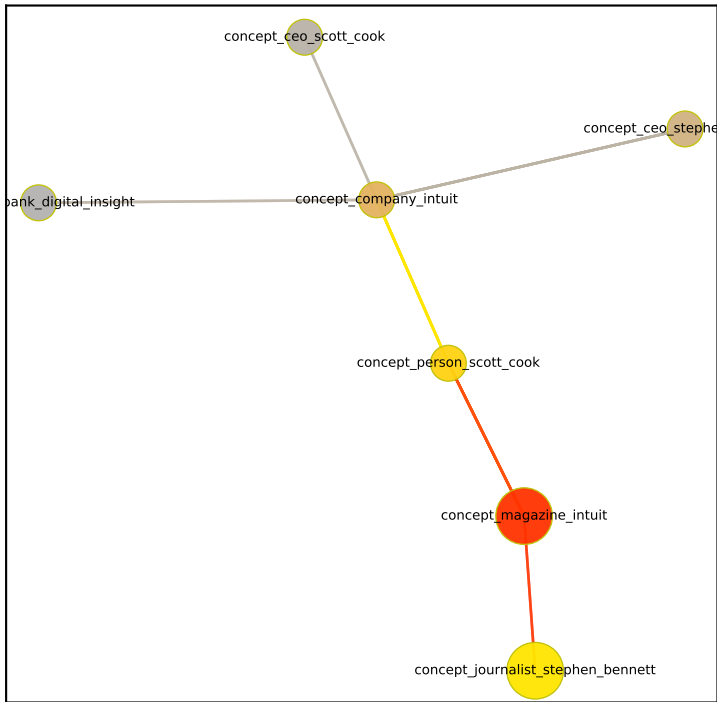 concept_ceo_scott_cook
concept_ceo_stephe
bank_digital_insight
concept_company_intuit
concept_person_scott_cook
concept_magazine_intuit
concept_journalist_stephen_bennett